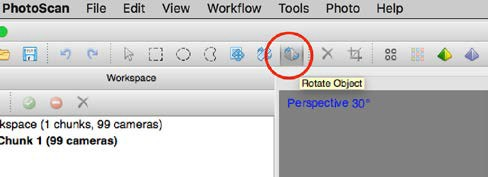 PhotoScan File Edit View Workflow Tools Photo Help
Workspace
Rotate Object
Perspective 30°
kspace (1 chunks, 99 cameras)
Chunk 1 (99 cameras)